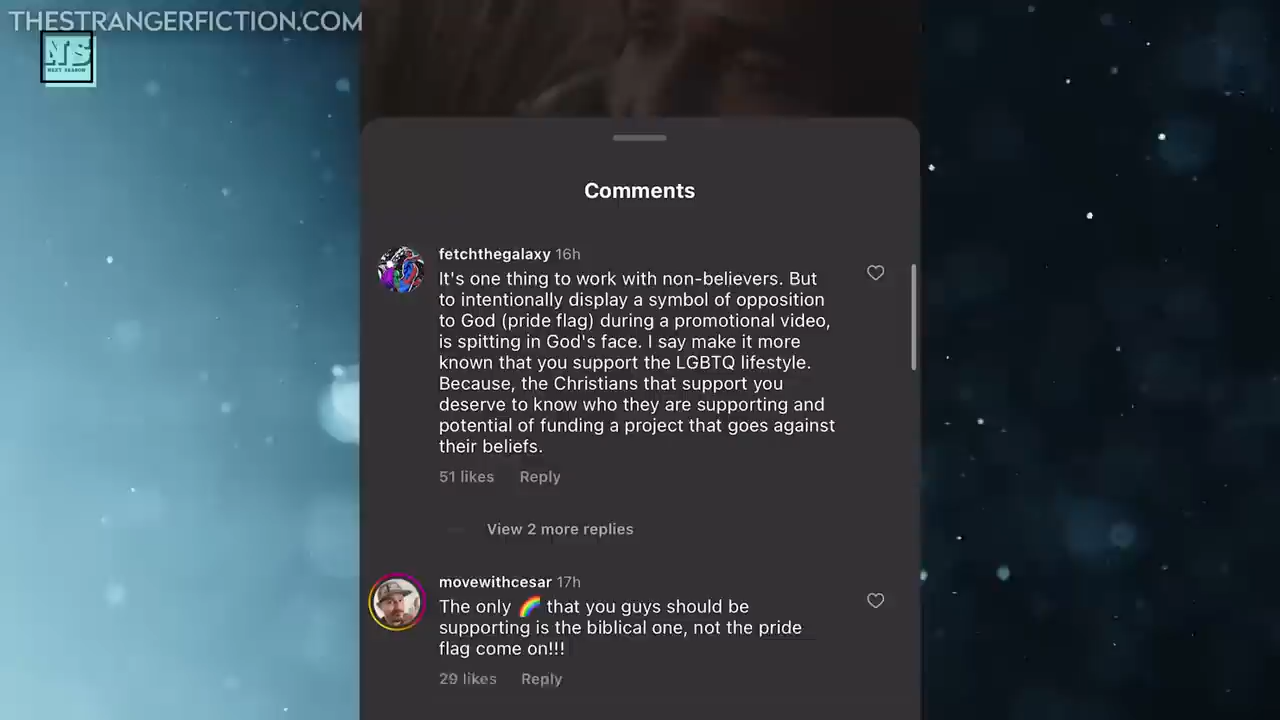 THESTRANGERFICTION.COM
NS
NEXT SEASON
Comments
fetchthegalaxy 16h
It's one thing to work with non-believers. But
to intentionally display a symbol of opposition
to God (pride flag) during a promotional video,
is spitting in God's face. I say make it more
known that you support the LGBTQ lifestyle.
Because, the Christians that support you
deserve to know who they are supporting and
potential of funding a project that goes against
their beliefs.
51 likes Reply
View 2 more replies
movewithcesar 17h
The only 🌈 that you guys should be
supporting is the biblical one, not the pride
flag come on!!!
29 likes Reply